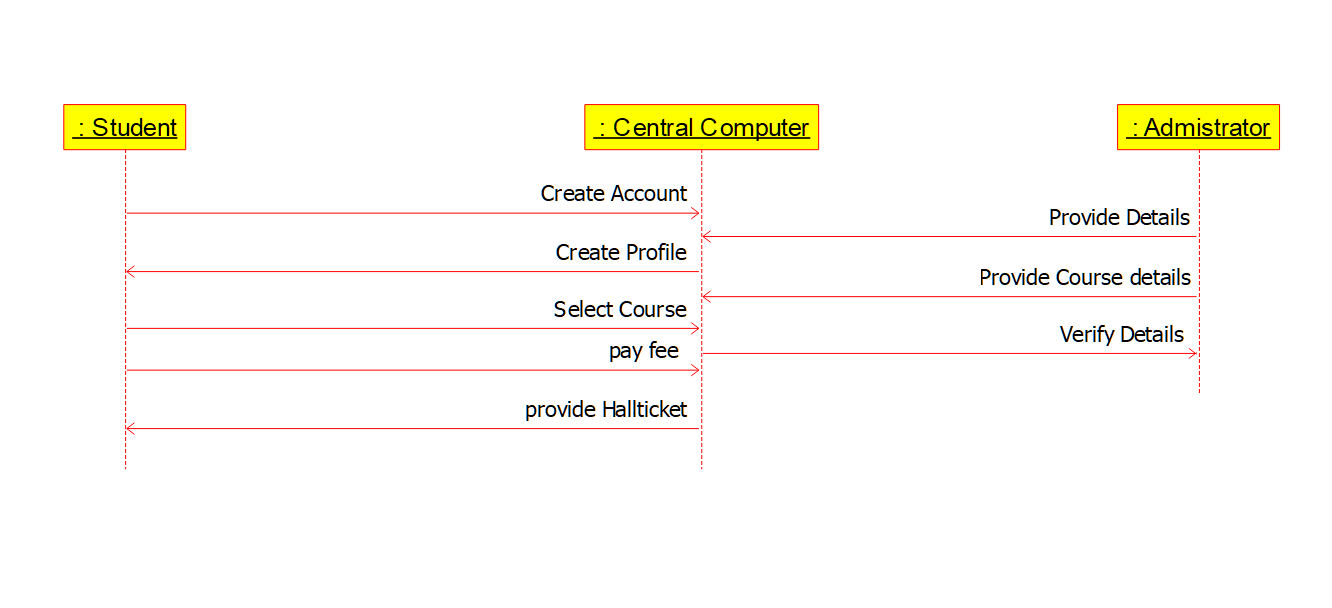 : Student
: Central Computer
: Admistrator
Create Account
Provide Details
Create Profile
Provide Course details
Select Course
Verify Details
pay fee
provide Hallticket